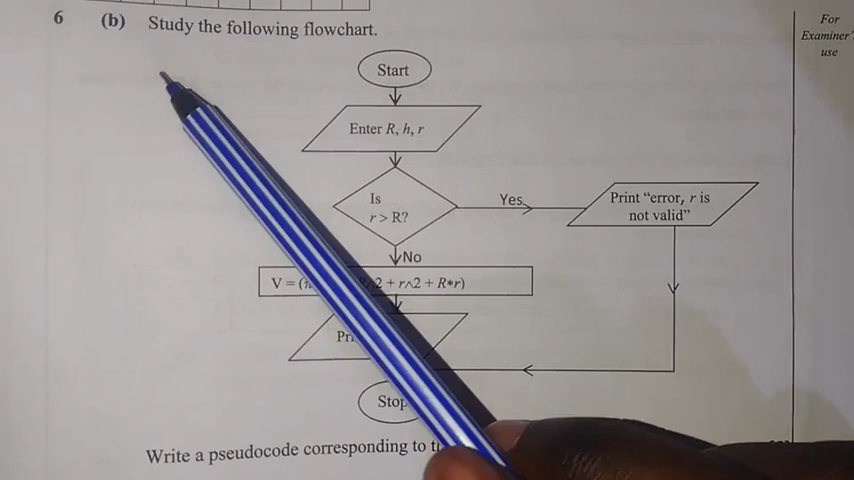 6 (b) Study the following flowchart.
For
Examiner's
use
Start
Enter R, h, r
Is
r > R?
Yes
Print “error, r is
not valid”
No
V = ( ^2 + r^2 + R*r)
Stop
Write a pseudocode corresponding to